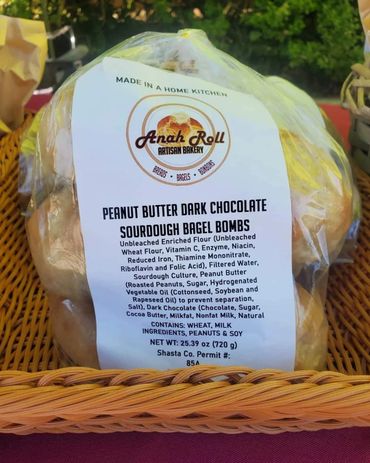 MADE IN A HOME KITCHEN
Anah Roll
ARTISAN BAKERY
BREADS • BAGELS • BONBONS
PEANUT BUTTER DARK CHOCOLATE
SOURDOUGH BAGEL BOMBS
Unbleached Enriched Flour (Unbleached
Wheat Flour, Vitamin C, Enzyme, Niacin,
Reduced Iron, Thiamine Mononitrate,
Riboflavin and Folic Acid), Filtered Water,
Sourdough Culture, Peanut Butter
(Roasted Peanuts, Sugar, Hydrogenated
Vegetable Oil (Cottonseed, Soybean and
Rapeseed Oil) to prevent separation,
Salt), Dark Chocolate (Chocolate, Sugar,
Cocoa Butter, Milkfat, Nonfat Milk, Natural
CONTAINS: WHEAT, MILK
INGREDIENTS, PEANUTS & SOY
NET WT: 25.39 oz (720 g)
Shasta Co. Permit #:
85A